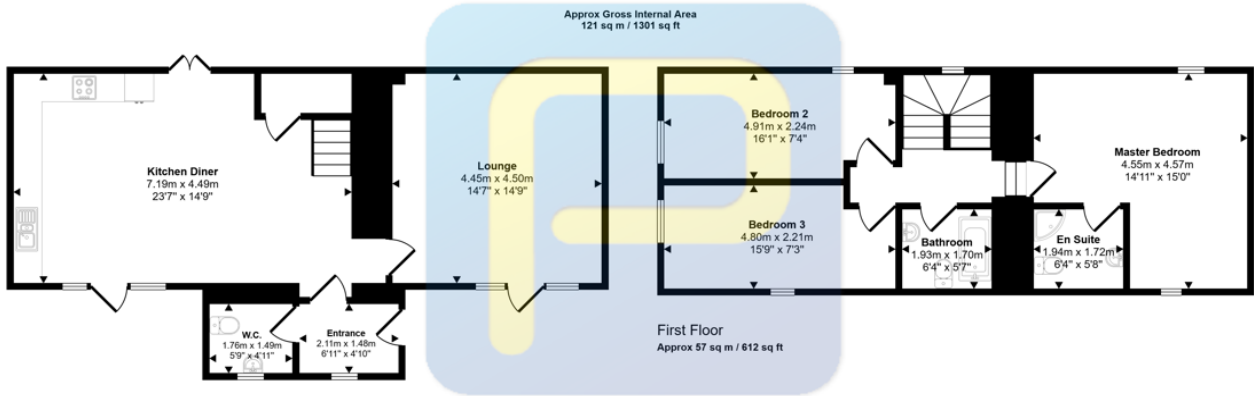 Approx Gross Internal Area
121 sq m / 1301 sq ft
Kitchen Diner
7.19m x 4.49m
23'7" x 14'9"
Lounge
4.45m x 4.50m
14'7" x 14'9"
W.C.
1.76m x 1.49m
5'9" x 4'11"
Entrance
2.11m x 1.48m
6'11" x 4'10"
Bedroom 2
4.91m x 2.24m
16'1" x 7'4"
Bedroom 3
4.80m x 2.21m
15'9" x 7'3"
Bathroom
1.93m x 1.70m
6'4" x 5'7"
En Suite
1.94m x 1.72m
6'4" x 5'8"
Master Bedroom
4.55m x 4.57m
14'11" x 15'0"
First Floor
Approx 57 sq m / 612 sq ft